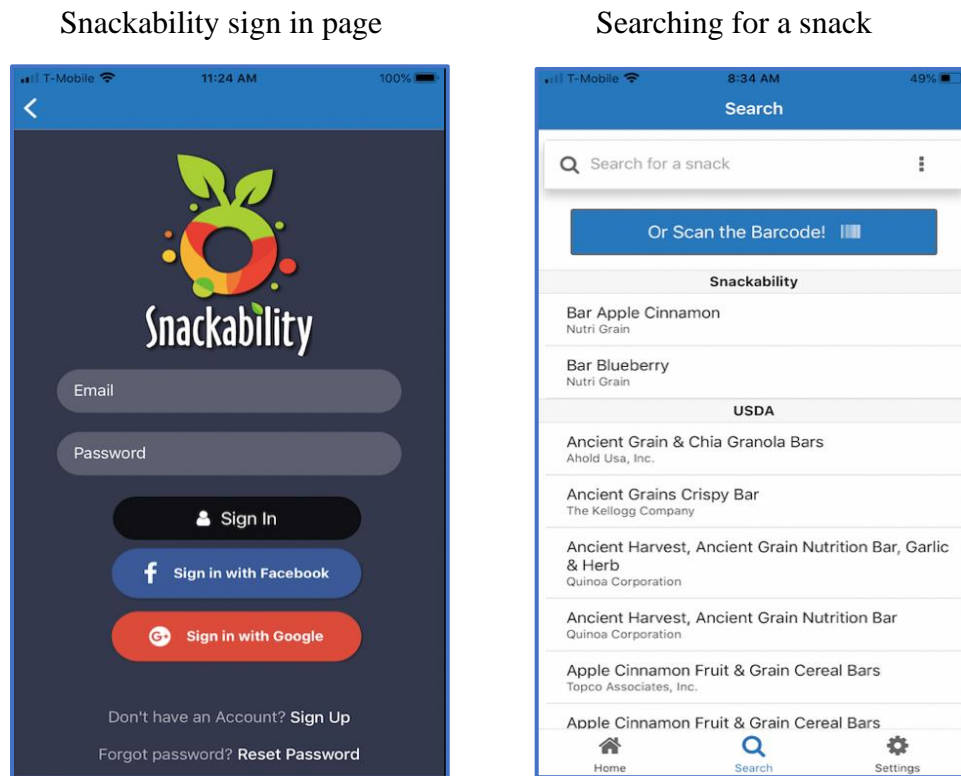 Snackability sign in page
T-Mobile 11:24 AM 100%
Snackability
Email
Password
Sign In
f Sign in with Facebook
G+ Sign in with Google
Don't have an Account? Sign Up
Forgot password? Reset Password
Searching for a snack
T-Mobile 8:34 AM 49%
Search
Search for a snack
Or Scan the Barcode!
Snackability
Bar Apple Cinnamon
Nutri Grain
Bar Blueberry
Nutri Grain
USDA
Ancient Grain & Chia Granola Bars
Ahold Usa, Inc.
Ancient Grains Crispy Bar
The Kellogg Company
Ancient Harvest, Ancient Grain Nutrition Bar, Garlic
& Herb
Quinoa Corporation
Ancient Harvest, Ancient Grain Nutrition Bar
Quinoa Corporation
Apple Cinnamon Fruit & Grain Cereal Bars
Topco Associates, Inc.
Apple Cinnamon Fruit & Grain Cereal Bars
Home Search Settings